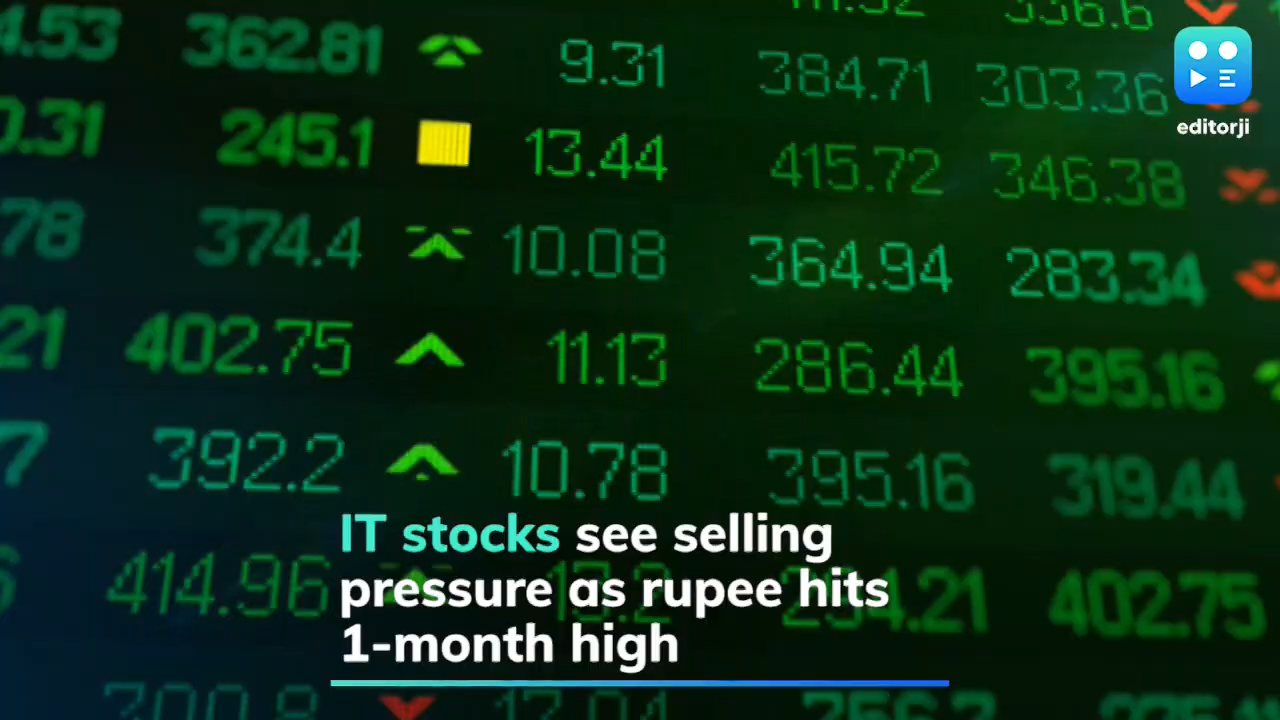 362.81 9.31 384.71 303.36
editorji
245.1 13.44 415.72 346.38
374.4 10.08 364.94 283.34
402.75 11.13 286.44 395.16
392.2 10.78 395.16 319.44
414.96 402.75
IT stocks see selling
pressure as rupee hits
1-month high